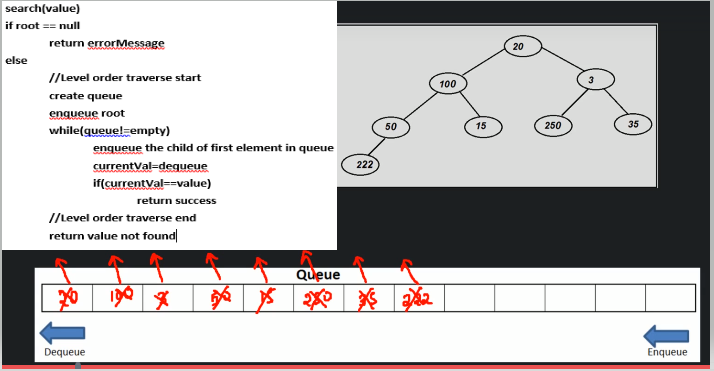 search(value)
if root == null
return errorMessage
else
//Level order traverse start
create queue
enqueue root
while(queue!=empty)
enqueue the child of first element in queue
currentVal=dequeue
if(currentVal==value)
return success
//Level order traverse end
return value not found
20
100
3
50
15
250
35
222
Queue
20 100 3 50 15 250 35 222
Dequeue
Enqueue